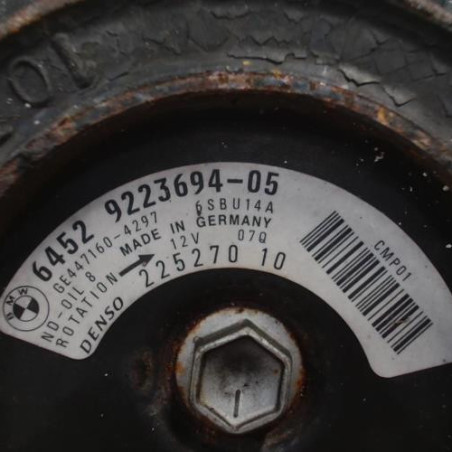 10
BMW
6452 9223694-05
GE447160-4297 6SBU14A
ND-OIL 8 MADE IN GERMANY
ROTATION → 12V 07Q
DENSO 225270 10
CMP01